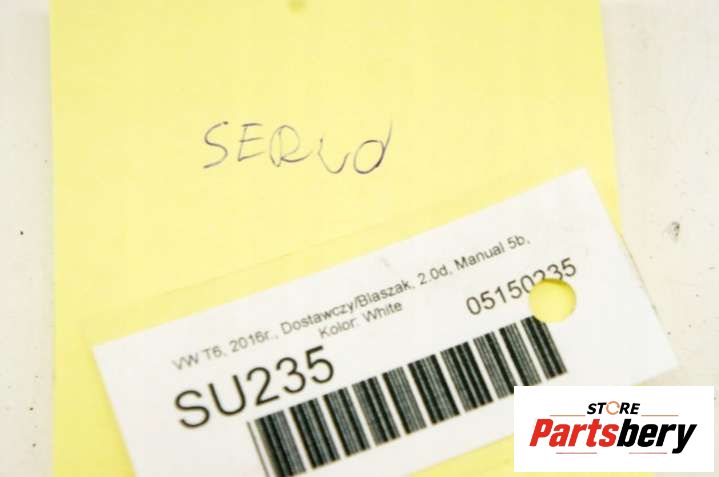 SERVO
VW T6, 2016r., Dostawczy/Blaszak, 2.0d, Manual 5b,
Kolor: White
05150235
SU235
STORE
Partsbery